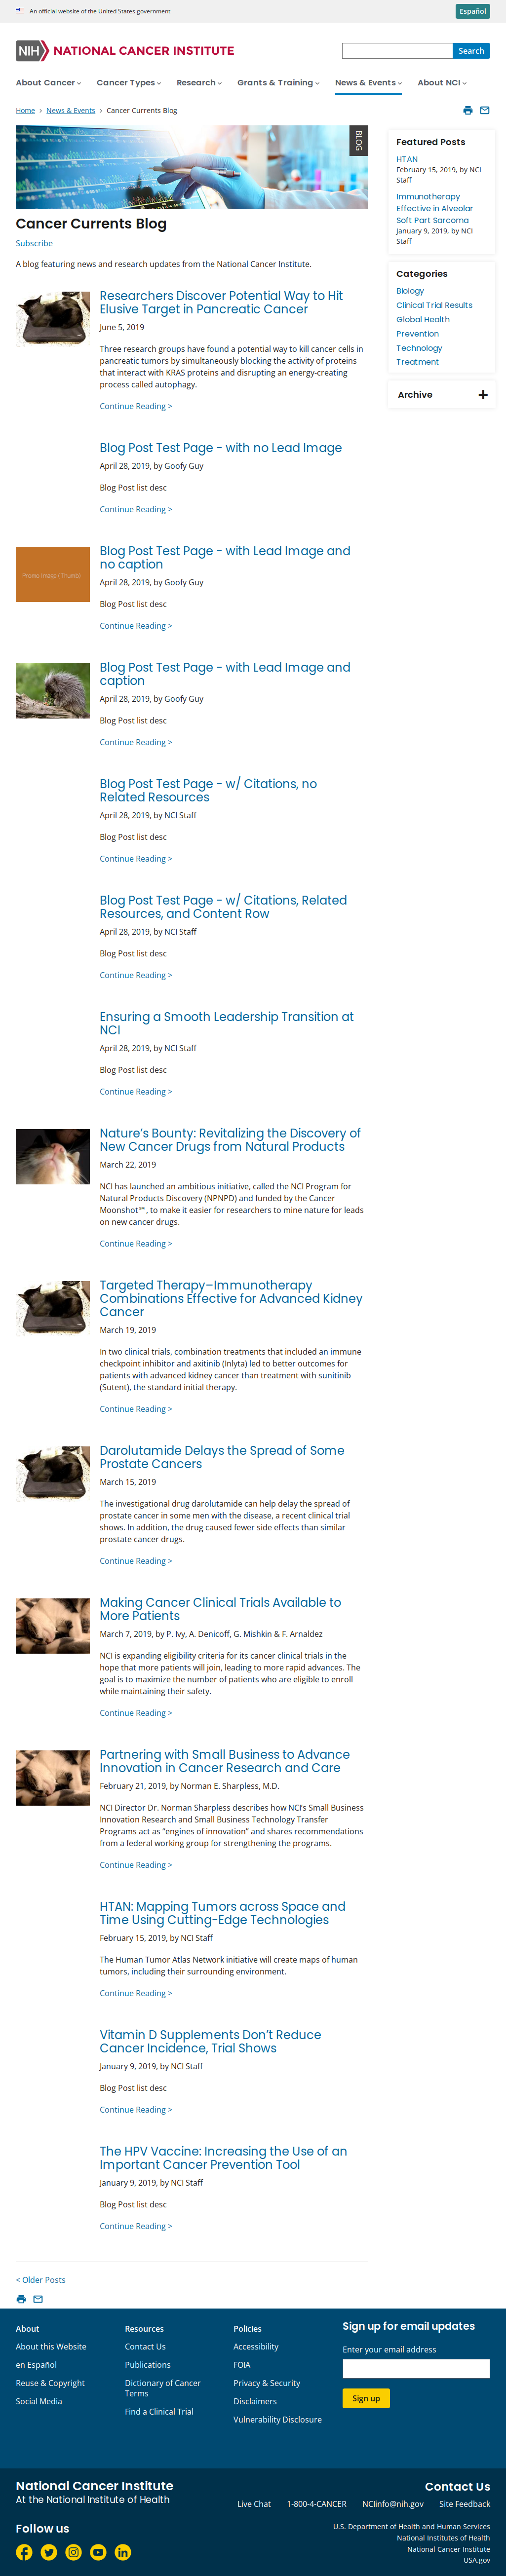 An official website of the United States government
Español
NIH NATIONAL CANCER INSTITUTE
Search
About Cancer
Cancer Types
Research
Grants & Training
News & Events
About NCI
Home
News & Events
Cancer Currents Blog
BLOG
Cancer Currents Blog
Subscribe
A blog featuring news and research updates from the National Cancer Institute.
Researchers Discover Potential Way to Hit
Elusive Target in Pancreatic Cancer
June 5, 2019
Three research groups have found a potential way to kill cancer cells in
pancreatic tumors by simultaneously blocking the activity of proteins
that interact with KRAS proteins and disrupting an energy-creating
process called autophagy.
Continue Reading >
Blog Post Test Page - with no Lead Image
April 28, 2019, by Goofy Guy
Blog Post list desc
Continue Reading >
Blog Post Test Page - with Lead Image and
no caption
April 28, 2019, by Goofy Guy
Blog Post list desc
Continue Reading >
Blog Post Test Page - with Lead Image and
caption
April 28, 2019, by Goofy Guy
Blog Post list desc
Continue Reading >
Blog Post Test Page - w/ Citations, no
Related Resources
April 28, 2019, by NCI Staff
Blog Post list desc
Continue Reading >
Blog Post Test Page - w/ Citations, Related
Resources, and Content Row
April 28, 2019, by NCI Staff
Blog Post list desc
Continue Reading >
Ensuring a Smooth Leadership Transition at
NCI
April 28, 2019, by NCI Staff
Blog Post list desc
Continue Reading >
Nature’s Bounty: Revitalizing the Discovery of
New Cancer Drugs from Natural Products
March 22, 2019
NCI has launched an ambitious initiative, called the NCI Program for
Natural Products Discovery (NPNPD) and funded by the Cancer
Moonshot℠, to make it easier for researchers to mine nature for leads
on new cancer drugs.
Continue Reading >
Targeted Therapy–Immunotherapy
Combinations Effective for Advanced Kidney
Cancer
March 19, 2019
In two clinical trials, combination treatments that included an immune
checkpoint inhibitor and axitinib (Inlyta) led to better outcomes for
patients with advanced kidney cancer than treatment with sunitinib
(Sutent), the standard initial therapy.
Continue Reading >
Darolutamide Delays the Spread of Some
Prostate Cancers
March 15, 2019
The investigational drug darolutamide can help delay the spread of
prostate cancer in some men with the disease, a recent clinical trial
shows. In addition, the drug caused fewer side effects than similar
prostate cancer drugs.
Continue Reading >
Making Cancer Clinical Trials Available to
More Patients
March 7, 2019, by P. Ivy, A. Denicoff, G. Mishkin & F. Arnaldez
NCI is expanding eligibility criteria for its cancer clinical trials in the
hope that more patients will join, leading to more rapid advances. The
goal is to maximize the number of patients who are eligible to enroll
while maintaining their safety.
Continue Reading >
Partnering with Small Business to Advance
Innovation in Cancer Research and Care
February 21, 2019, by Norman E. Sharpless, M.D.
NCI Director Dr. Norman Sharpless describes how NCI’s Small Business
Innovation Research and Small Business Technology Transfer
Programs act as “engines of innovation” and shares recommendations
from a federal working group for strengthening the programs.
Continue Reading >
HTAN: Mapping Tumors across Space and
Time Using Cutting-Edge Technologies
February 15, 2019, by NCI Staff
The Human Tumor Atlas Network initiative will create maps of human
tumors, including their surrounding environment.
Continue Reading >
Vitamin D Supplements Don’t Reduce
Cancer Incidence, Trial Shows
January 9, 2019, by NCI Staff
Blog Post list desc
Continue Reading >
The HPV Vaccine: Increasing the Use of an
Important Cancer Prevention Tool
January 9, 2019, by NCI Staff
Blog Post list desc
Continue Reading >
< Older Posts
Featured Posts
HTAN
February 15, 2019, by NCI
Staff
Immunotherapy
Effective in Alveolar
Soft Part Sarcoma
January 9, 2019, by NCI
Staff
Categories
Biology
Clinical Trial Results
Global Health
Prevention
Technology
Treatment
Archive
About
About this Website
en Español
Reuse & Copyright
Social Media
Resources
Contact Us
Publications
Dictionary of Cancer
Terms
Find a Clinical Trial
Policies
Accessibility
FOIA
Privacy & Security
Disclaimers
Vulnerability Disclosure
Sign up for email updates
Enter your email address
Sign up
National Cancer Institute
At the National Institute of Health
Follow us
Contact Us
Live Chat
1-800-4-CANCER
NCIinfo@nih.gov
Site Feedback
U.S. Department of Health and Human Services
National Institutes of Health
National Cancer Institute
USA.gov